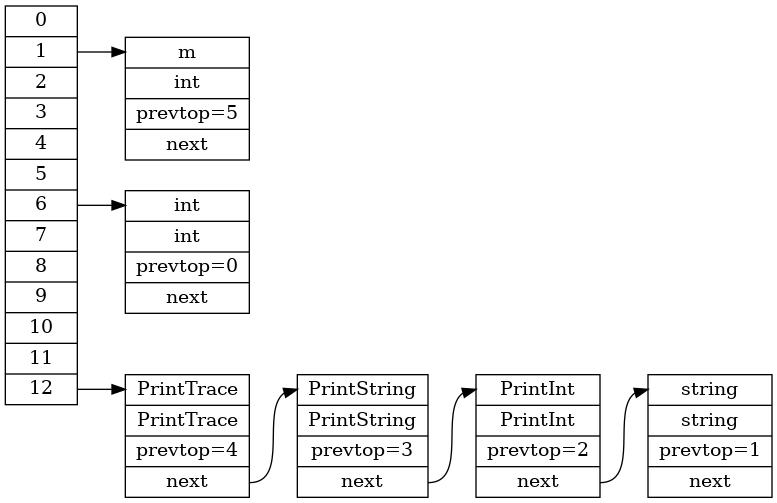 0
1
2
3
4
5
6
7
8
9
10
11
12
m
int
prevtop=5
next
int
int
prevtop=0
next
PrintTrace
PrintTrace
prevtop=4
next
PrintString
PrintString
prevtop=3
next
PrintInt
PrintInt
prevtop=2
next
string
string
prevtop=1
next